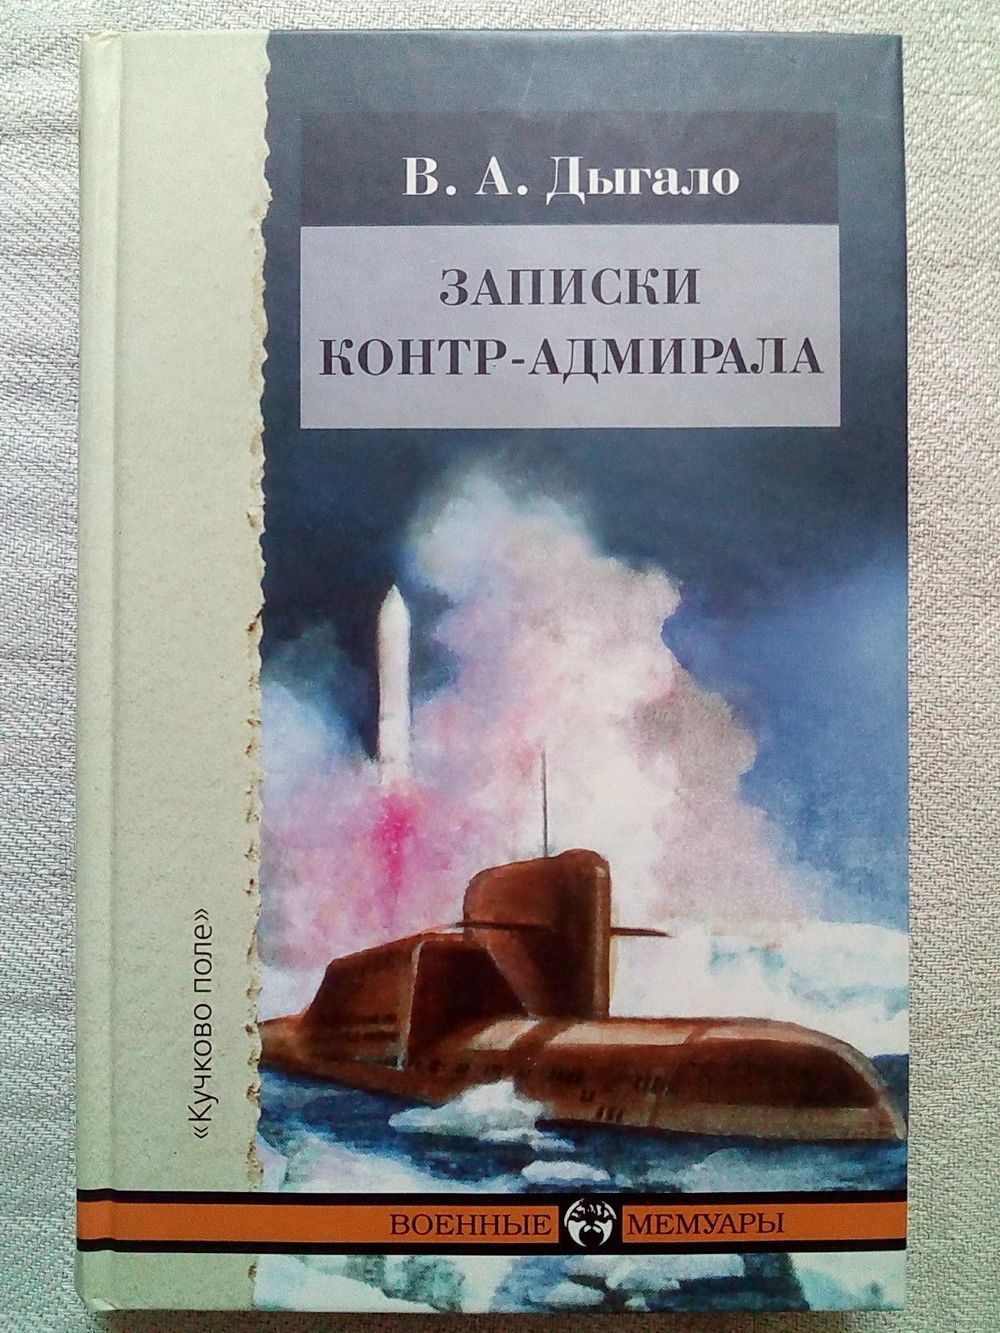 В. А. Дыгало
ЗАПИСКИ
КОНТР-АДМИРАЛА
«Кучково поле»
ВОЕННЫЕ МЕМУАРЫ